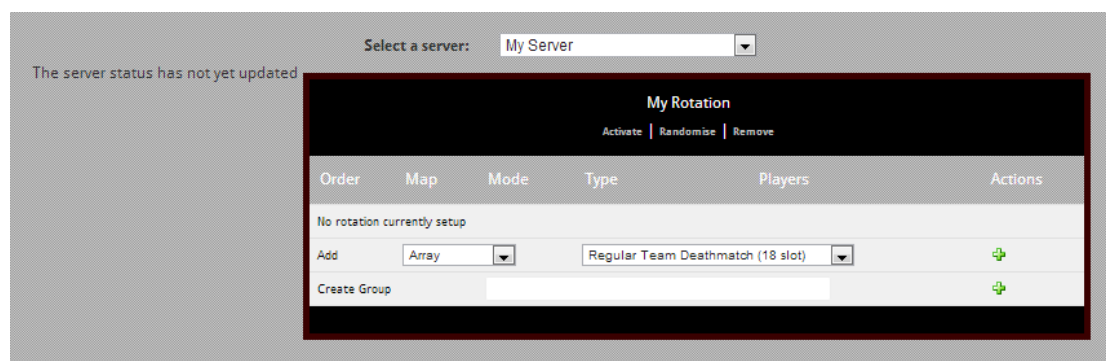 Select a server: My Server
The server status has not yet updated
My Rotation
Activate | Randomise | Remove
Order Map Mode Type Players Actions
No rotation currently setup
Add Array Regular Team Deathmatch (18 slot)
Create Group